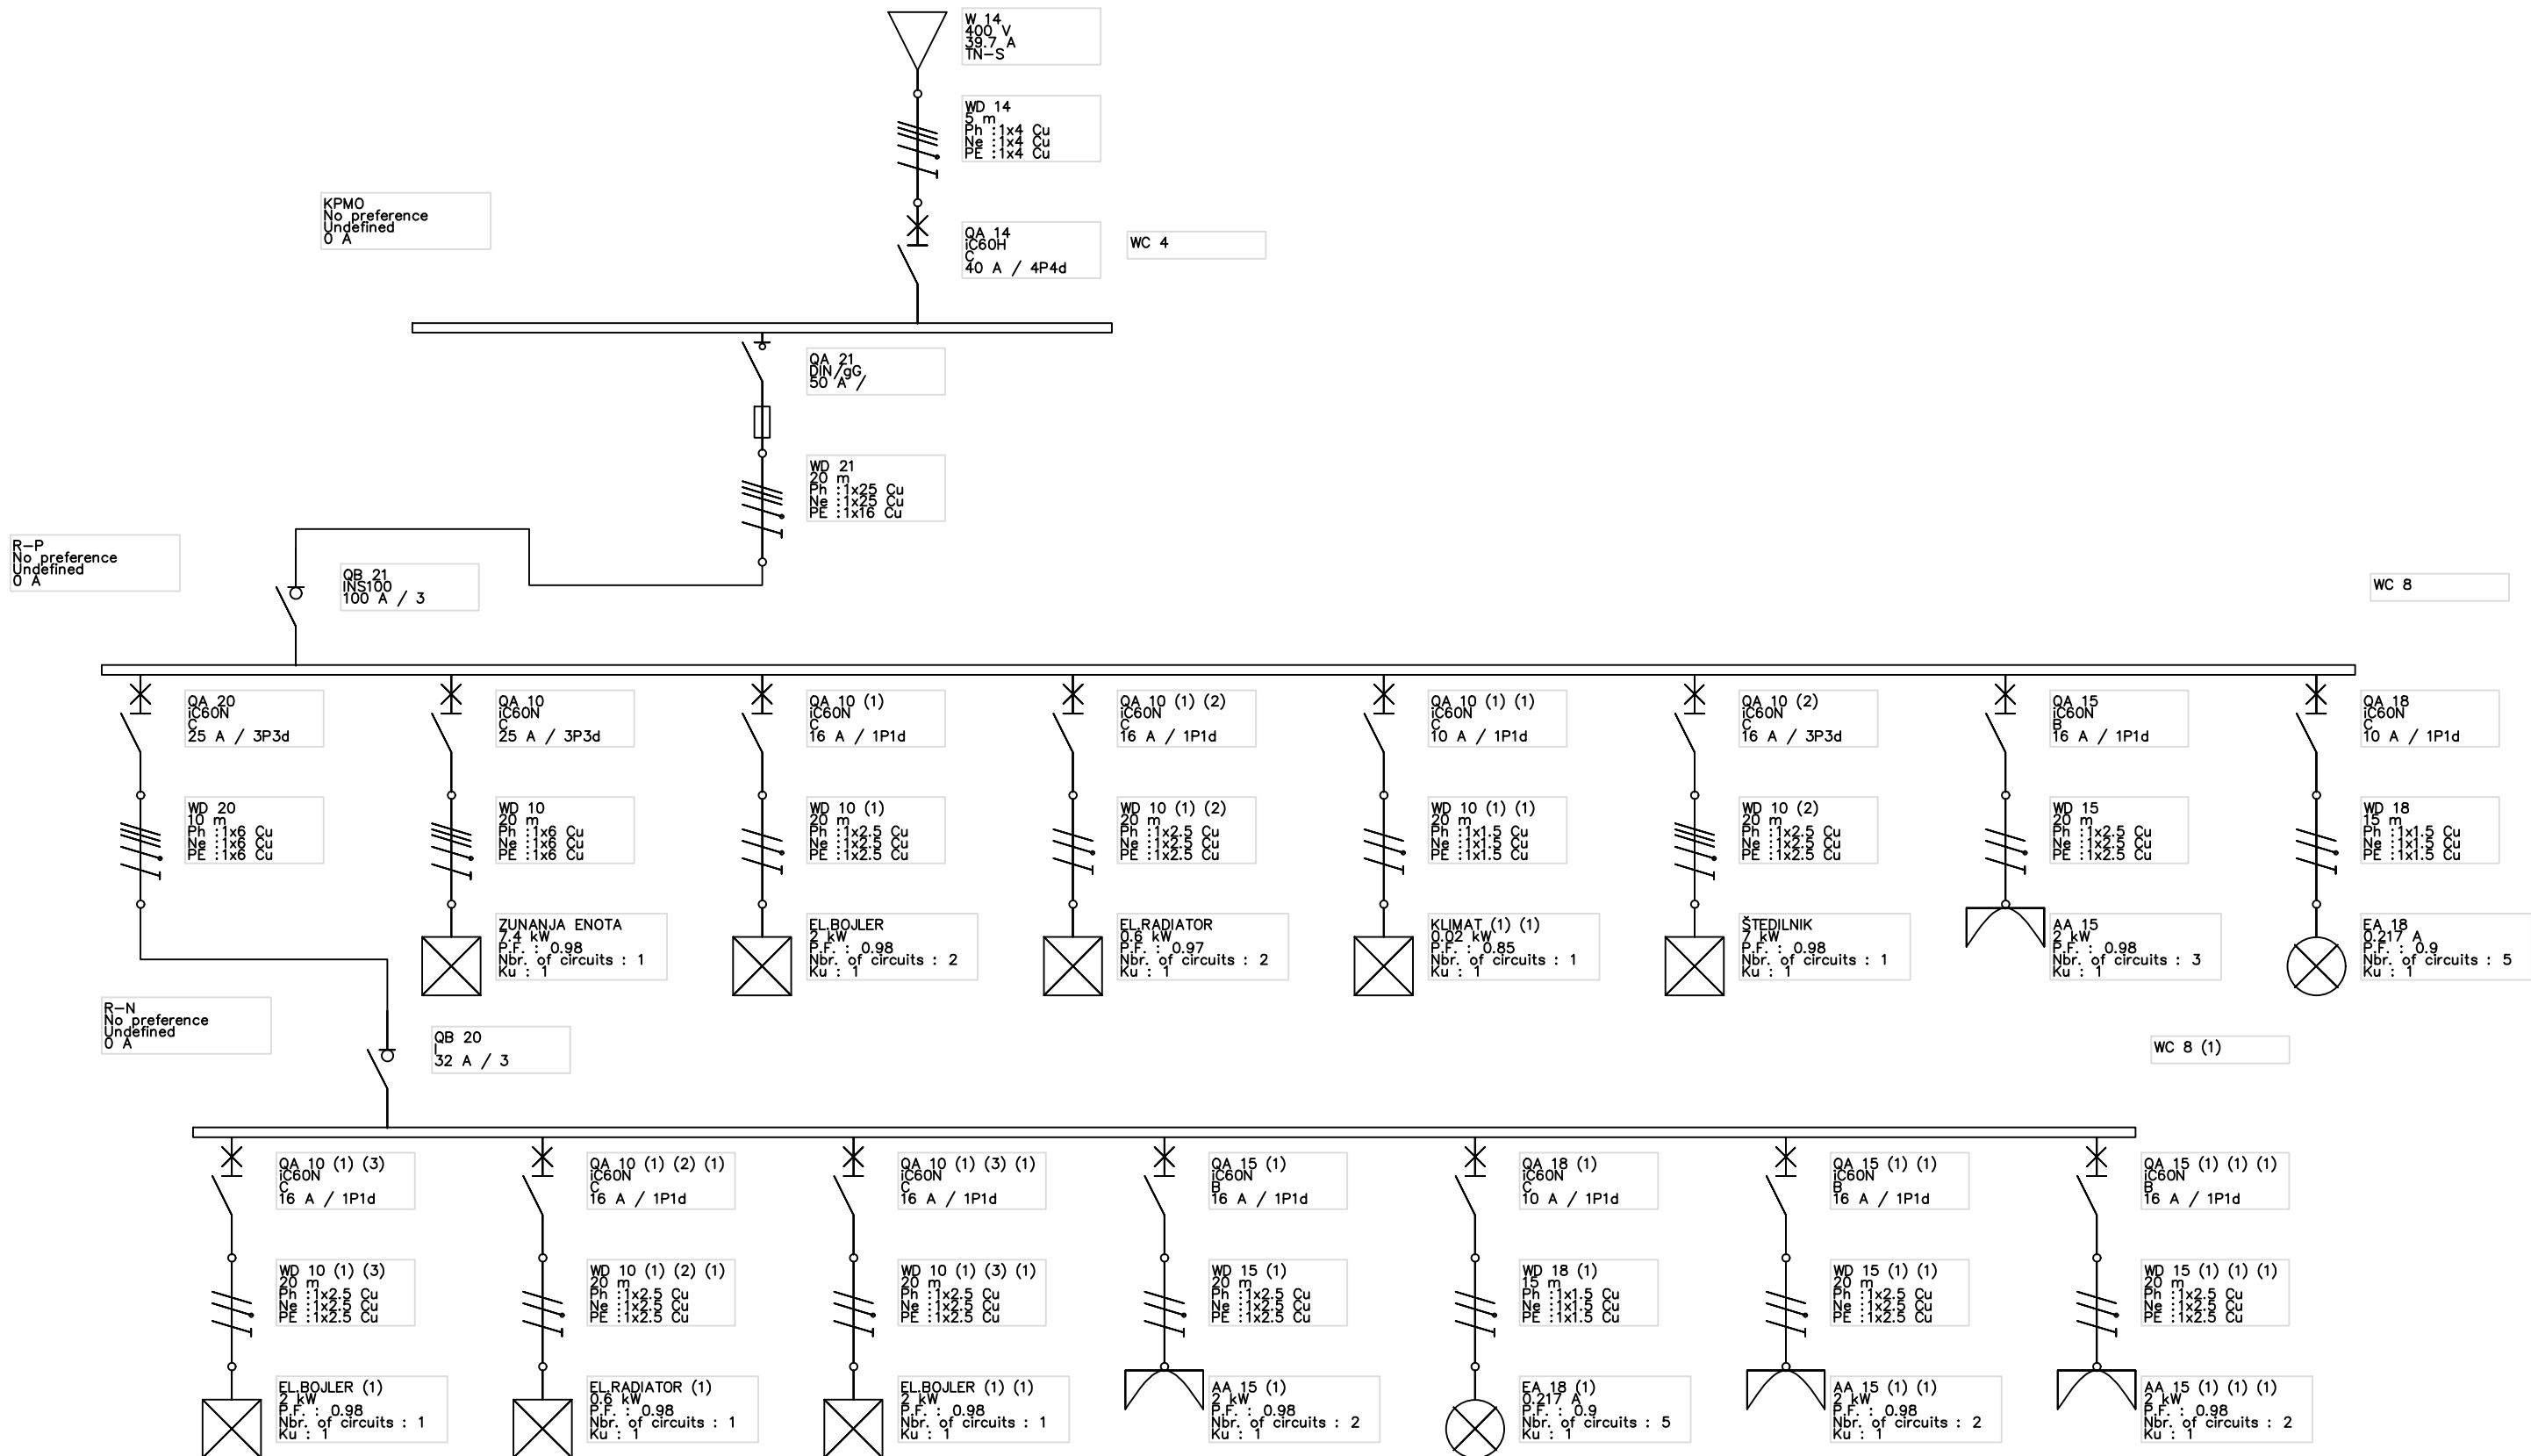 W 14
400 V
39.7 A
TN-S
WD 14
5 m
Ph :1x4 Cu
Ne :1x4 Cu
PE :1x4 Cu
KPMO
No preference
Undefined
0 A
QA 14
iC60H
C
40 A / 4P4d
WC 4
QA 21
DIN/gG
50 A /
WD 21
20 m
Ph :1x25 Cu
Ne :1x25 Cu
PE :1x16 Cu
R-P
No preference
Undefined
0 A
QB 21
INS100
100 A / 3
WC 8
QA 20
iC60N
C
25 A / 3P3d
QA 10
iC60N
C
25 A / 3P3d
QA 10 (1)
iC60N
C
16 A / 1P1d
QA 10 (1) (2)
iC60N
C
16 A / 1P1d
QA 10 (1) (1)
iC60N
C
10 A / 1P1d
QA 10 (2)
iC60N
C
16 A / 3P3d
QA 15
iC60N
B
16 A / 1P1d
QA 18
iC60N
C
10 A / 1P1d
WD 20
10 m
Ph :1x6 Cu
Ne :1x6 Cu
PE :1x6 Cu
WD 10
20 m
Ph :1x6 Cu
Ne :1x6 Cu
PE :1x6 Cu
WD 10 (1)
20 m
Ph :1x2.5 Cu
Ne :1x2.5 Cu
PE :1x2.5 Cu
WD 10 (1) (2)
20 m
Ph :1x2.5 Cu
Ne :1x2.5 Cu
PE :1x2.5 Cu
WD 10 (1) (1)
20 m
Ph :1x1.5 Cu
Ne :1x1.5 Cu
PE :1x1.5 Cu
WD 10 (2)
20 m
Ph :1x2.5 Cu
Ne :1x2.5 Cu
PE :1x2.5 Cu
WD 15
20 m
Ph :1x2.5 Cu
Ne :1x2.5 Cu
PE :1x2.5 Cu
WD 18
15 m
Ph :1x1.5 Cu
Ne :1x1.5 Cu
PE :1x1.5 Cu
ZUNANJA ENOTA
7.4 kW
P.F. : 0.98
Nbr. of circuits : 1
Ku : 1
EL.BOJLER
2 kW
P.F. : 0.98
Nbr. of circuits : 2
Ku : 1
EL.RADIATOR
0.6 kW
P.F. : 0.97
Nbr. of circuits : 2
Ku : 1
KLIMAT (1) (1)
0.02 kW
P.F. : 0.85
Nbr. of circuits : 1
Ku : 1
ŠTEDILNIK
7 kW
P.F. : 0.98
Nbr. of circuits : 1
Ku : 1
AA 15
2 kW
P.F. : 0.98
Nbr. of circuits : 3
Ku : 1
EA 18
0.217 A
P.F. : 0.9
Nbr. of circuits : 5
Ku : 1
R-N
No preference
Undefined
0 A
QB 20
I
32 A / 3
WC 8 (1)
QA 10 (1) (3)
iC60N
C
16 A / 1P1d
QA 10 (1) (2) (1)
iC60N
C
16 A / 1P1d
QA 10 (1) (3) (1)
iC60N
C
16 A / 1P1d
QA 15 (1)
iC60N
B
16 A / 1P1d
QA 18 (1)
iC60N
C
10 A / 1P1d
QA 15 (1) (1)
iC60N
B
16 A / 1P1d
QA 15 (1) (1) (1)
iC60N
B
16 A / 1P1d
WD 10 (1) (3)
20 m
Ph :1x2.5 Cu
Ne :1x2.5 Cu
PE :1x2.5 Cu
WD 10 (1) (2) (1)
20 m
Ph :1x2.5 Cu
Ne :1x2.5 Cu
PE :1x2.5 Cu
WD 10 (1) (3) (1)
20 m
Ph :1x2.5 Cu
Ne :1x2.5 Cu
PE :1x2.5 Cu
WD 15 (1)
20 m
Ph :1x2.5 Cu
Ne :1x2.5 Cu
PE :1x2.5 Cu
WD 18 (1)
15 m
Ph :1x1.5 Cu
Ne :1x1.5 Cu
PE :1x1.5 Cu
WD 15 (1) (1)
20 m
Ph :1x2.5 Cu
Ne :1x2.5 Cu
PE :1x2.5 Cu
WD 15 (1) (1) (1)
20 m
Ph :1x2.5 Cu
Ne :1x2.5 Cu
PE :1x2.5 Cu
EL.BOJLER (1)
2 kW
P.F. : 0.98
Nbr. of circuits : 1
Ku : 1
EL.RADIATOR (1)
0.6 kW
P.F. : 0.98
Nbr. of circuits : 1
Ku : 1
EL.BOJLER (1) (1)
2 kW
P.F. : 0.98
Nbr. of circuits : 1
Ku : 1
AA 15 (1)
2 kW
P.F. : 0.98
Nbr. of circuits : 2
Ku : 1
EA 18 (1)
0.217 A
P.F. : 0.9
Nbr. of circuits : 5
Ku : 1
AA 15 (1) (1)
2 kW
P.F. : 0.98
Nbr. of circuits : 2
Ku : 1
AA 15 (1) (1) (1)
2 kW
P.F. : 0.98
Nbr. of circuits : 2
Ku : 1